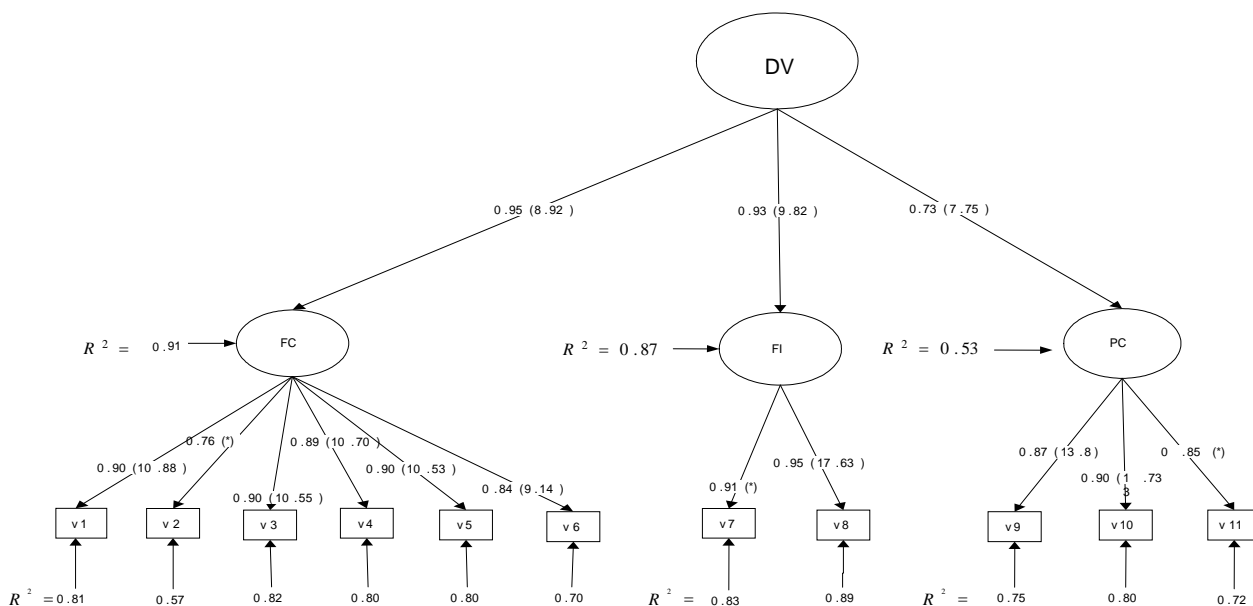 DV
0.95 (8.92)
0.93 (9.82)
0.73 (7.75)
R² = 0.91
FC
R² = 0.87
FI
R² = 0.53
PC
0.90 (10.88)
0.76 (*)
0.90 (10.55)
0.89 (10.70)
0.90 (10.53)
0.84 (9.14)
0.91 (*)
0.95 (17.63)
0.87 (13.8)
0.90 (1 .73
3
0 .85 (*)
v1
v2
v3
v4
v5
v6
v7
v8
v9
v10
v11
R² = 0.81 0.57 0.82 0.80 0.80 0.70
R² = 0.83 0.89
R² = 0.75 0.80 0.72